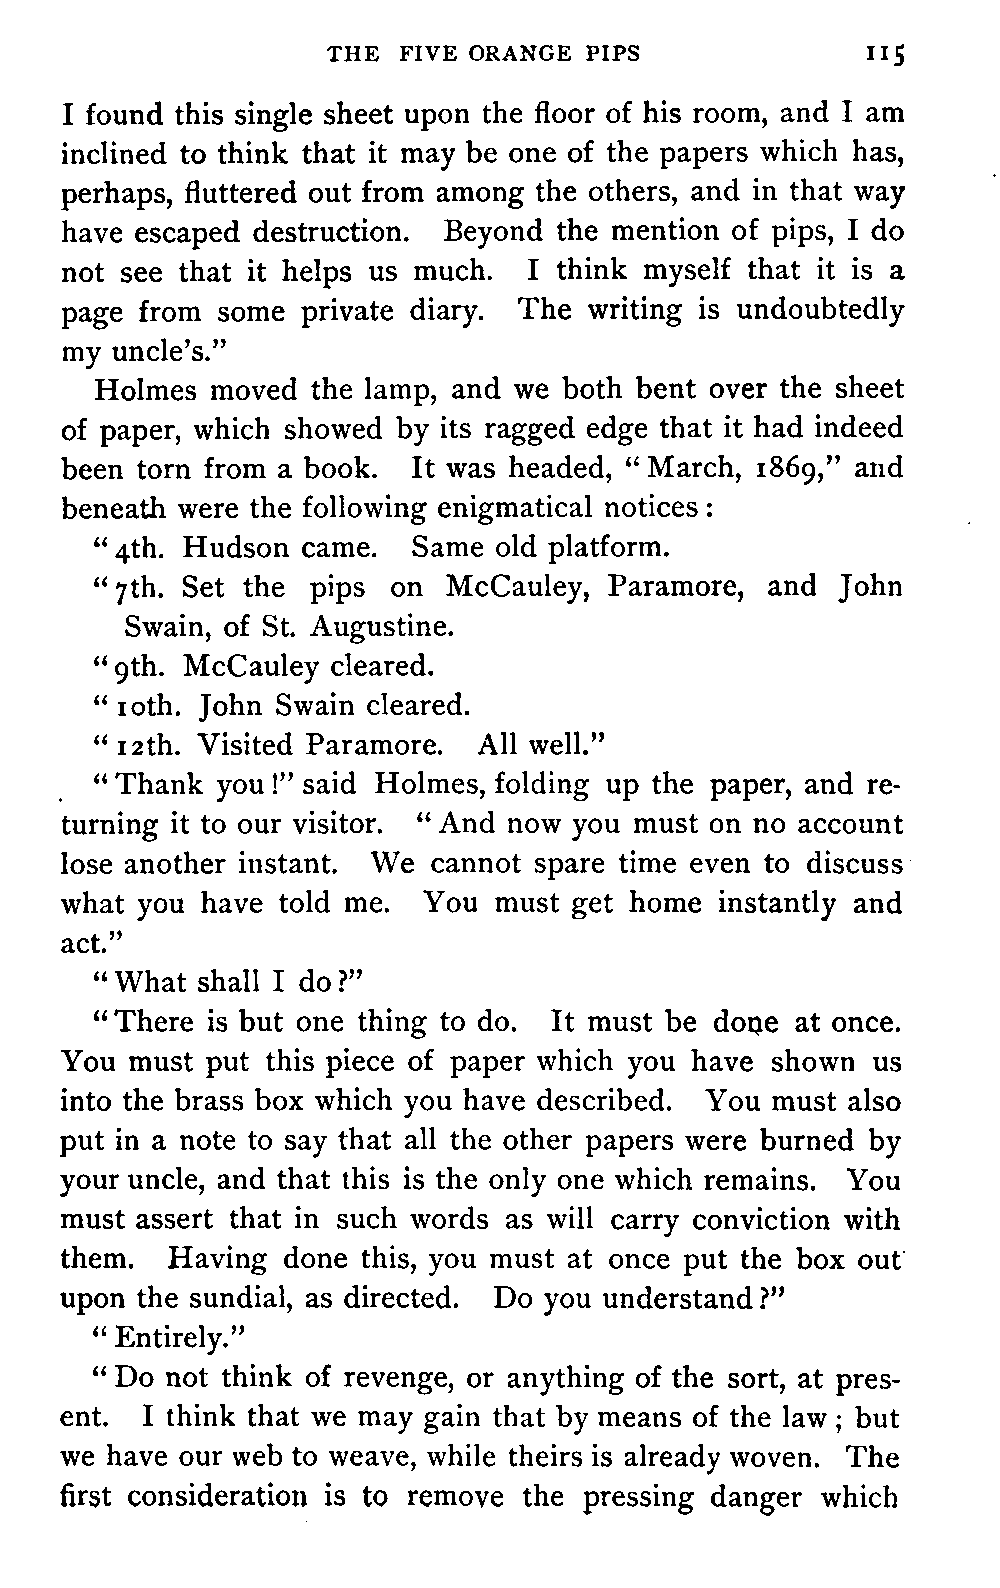 THE FIVE ORANGE PIPS 115
I found this single sheet upon the floor of his room, and I am
inclined to think that it may be one of the papers which has,
perhaps, fluttered out from among the others, and in that way
have escaped destruction. Beyond the mention of pips, I do
not see that it helps us much. I think myself that it is a
page from some private diary. The writing is undoubtedly
my uncle's."
Holmes moved the lamp, and we both bent over the sheet
of paper, which showed by its ragged edge that it had indeed
been torn from a book. It was headed, "March, 1869," and
beneath were the following enigmatical notices:
"4th. Hudson came. Same old platform.
"7th. Set the pips on McCauley, Paramore, and John
Swain, of St. Augustine.
"9th. McCauley cleared.
"10th. John Swain cleared.
"12th. Visited Paramore. All well."
"Thank you!" said Holmes, folding up the paper, and re-
turning it to our visitor. "And now you must on no account
lose another instant. We cannot spare time even to discuss
what you have told me. You must get home instantly and
act."
"What shall I do?"
"There is but one thing to do. It must be done at once.
You must put this piece of paper which you have shown us
into the brass box which you have described. You must also
put in a note to say that all the other papers were burned by
your uncle, and that this is the only one which remains. You
must assert that in such words as will carry conviction with
them. Having done this, you must at once put the box out
upon the sundial, as directed. Do you understand?"
"Entirely."
"Do not think of revenge, or anything of the sort, at pres-
ent. I think that we may gain that by means of the law; but
we have our web to weave, while theirs is already woven. The
first consideration is to remove the pressing danger which